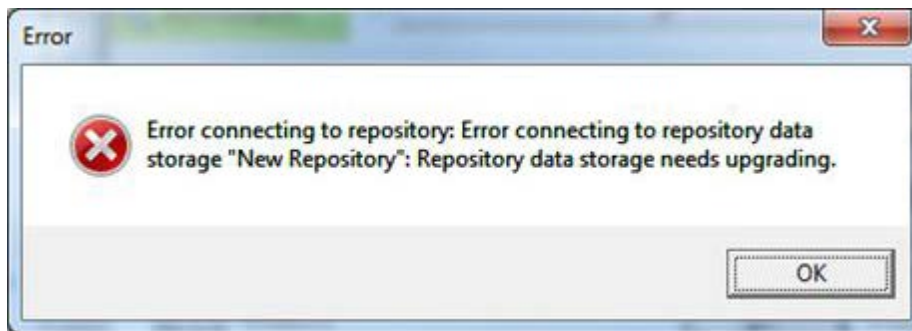 Error
Error connecting to repository: Error connecting to repository data
storage "New Repository": Repository data storage needs upgrading.
OK